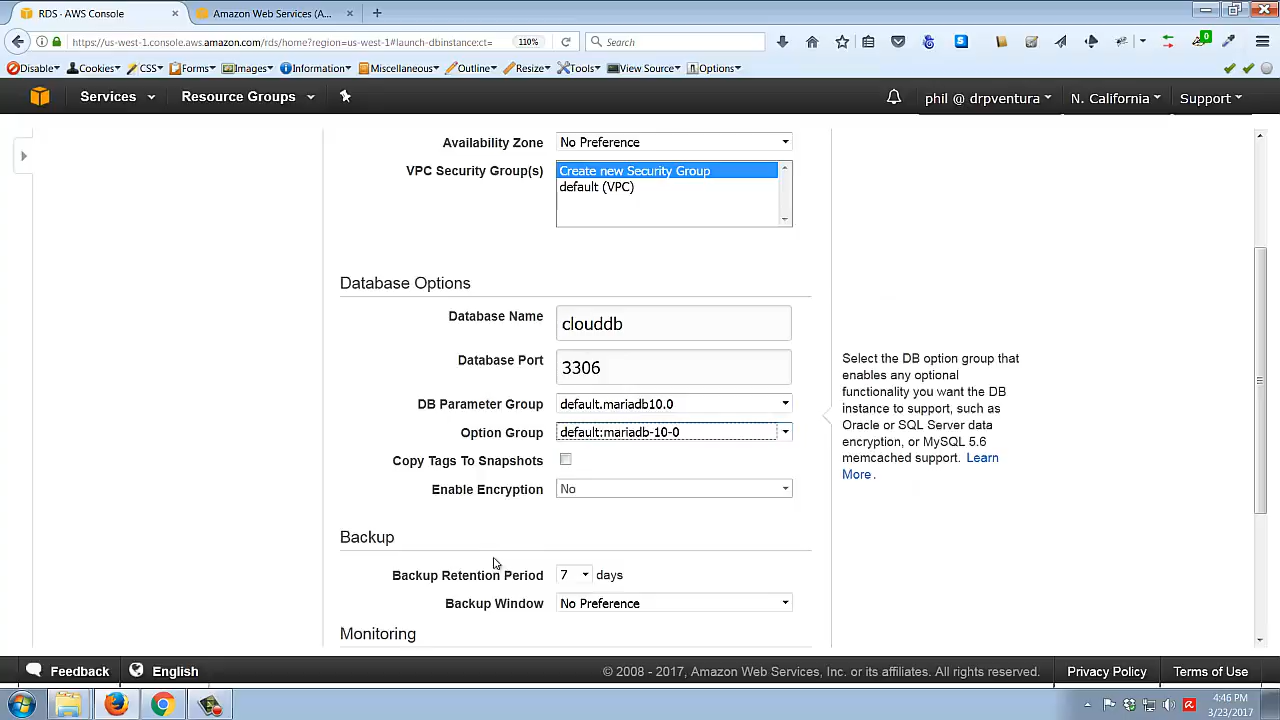 RDS - AWS Console ×
Amazon Web Services (A... ×
+
https://us-west-1.console.aws.amazon.com/rds/home?region=us-west-1#launch-dbinstance:ct=
110%
Search
0
Disable Cookies CSS Forms Images Information Miscellaneous Outline Resize Tools View Source Options
Services Resource Groups phil @ drpventura N. California Support
Availability Zone No Preference
VPC Security Group(s) Create new Security Group
default (VPC)
Database Options
Database Name clouddb
Database Port 3306
DB Parameter Group default.mariadb10.0
Option Group default:mariadb-10-0
Copy Tags To Snapshots
Enable Encryption No
Select the DB option group that
enables any optional
functionality you want the DB
instance to support, such as
Oracle or SQL Server data
encryption, or MySQL 5.6
memcached support. Learn
More .
Backup
Backup Retention Period 7 days
Backup Window No Preference
Monitoring
Feedback English © 2008 - 2017, Amazon Web Services, Inc. or its affiliates. All rights reserved. Privacy Policy Terms of Use
4:46 PM
3/23/2017